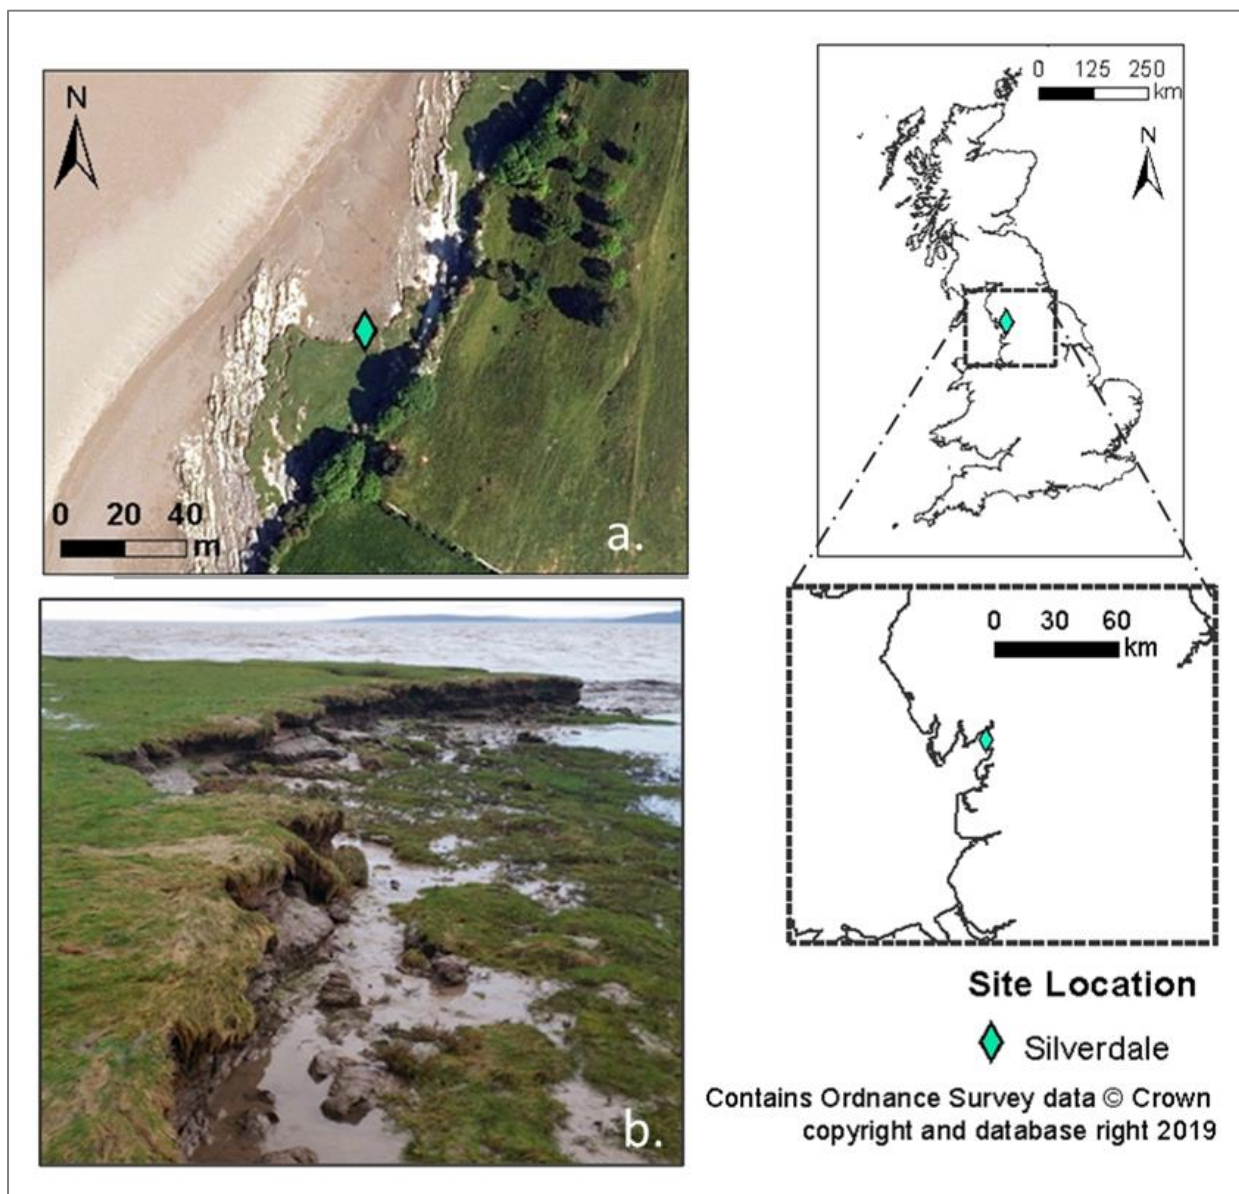 N
0 20 40
m
a.
b.
0 125 250
km
N
0 30 60
km
Site Location
Silverdale
Contains Ordnance Survey data © Crown
copyright and database right 2019